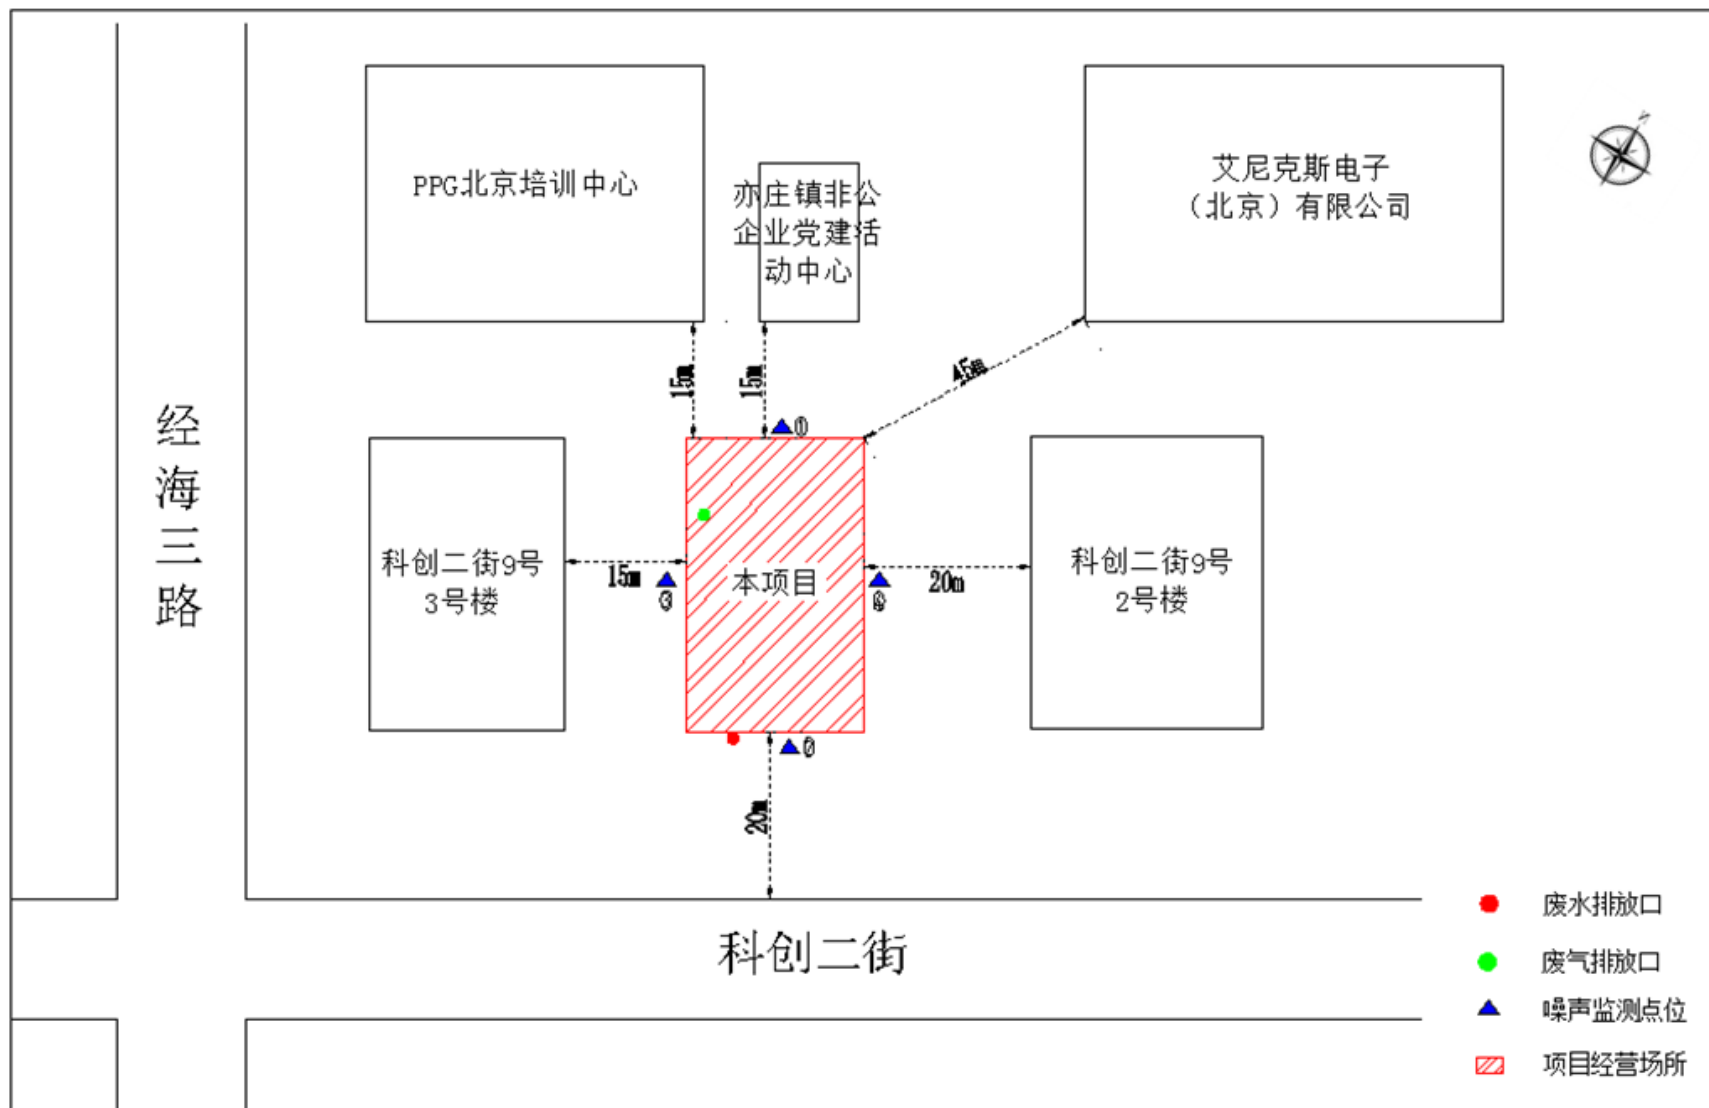 N
PPG北京培训中心
亦庄镇非公
企业党建活
动中心
艾尼克斯电子
（北京）有限公司
15m
15m
45m
①
经海三路
科创二街9号
3号楼
15m
③
本项目
20m
科创二街9号
2号楼
20m
科创二街
废水排放口
废气排放口
噪声监测点位
项目经营场所